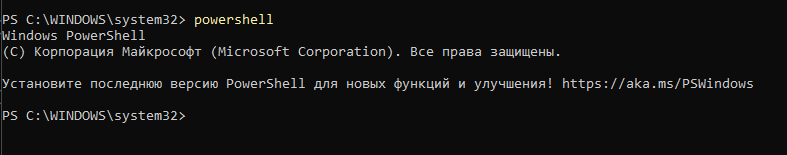 PS C:\WINDOWS\system32> powershell
Windows PowerShell
(C) Корпорация Майкрософт (Microsoft Corporation). Все права защищены.
Установите последнюю версию PowerShell для новых функций и улучшения! https://aka.ms/PSWindows
PS C:\WINDOWS\system32>